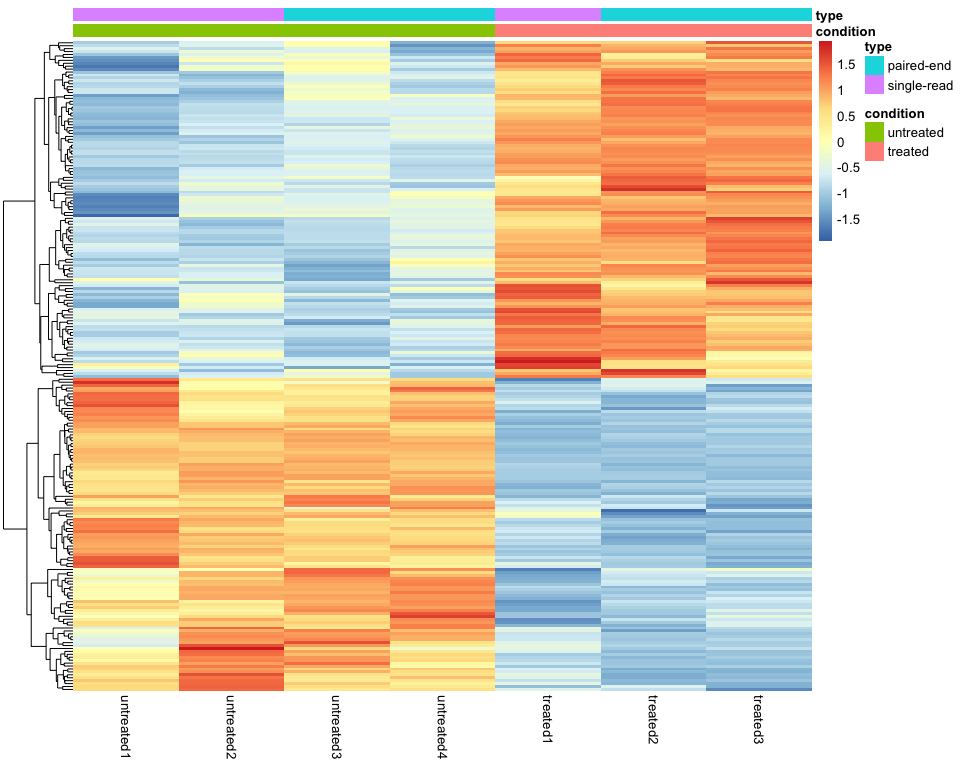 type
condition
1.5
1
0.5
0
-0.5
-1
-1.5
type
paired-end
single-read
condition
untreated
treated
untreated1
untreated2
untreated3
untreated4
treated1
treated2
treated3